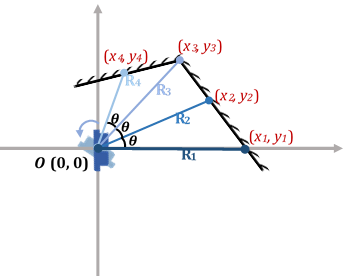 (x₄, y₄)
(x₃, y₃)
R₄
R₃
(x₂, y₂)
R₂
θ
θ
θ
(x₁, y₁)
R₁
O (0, 0)